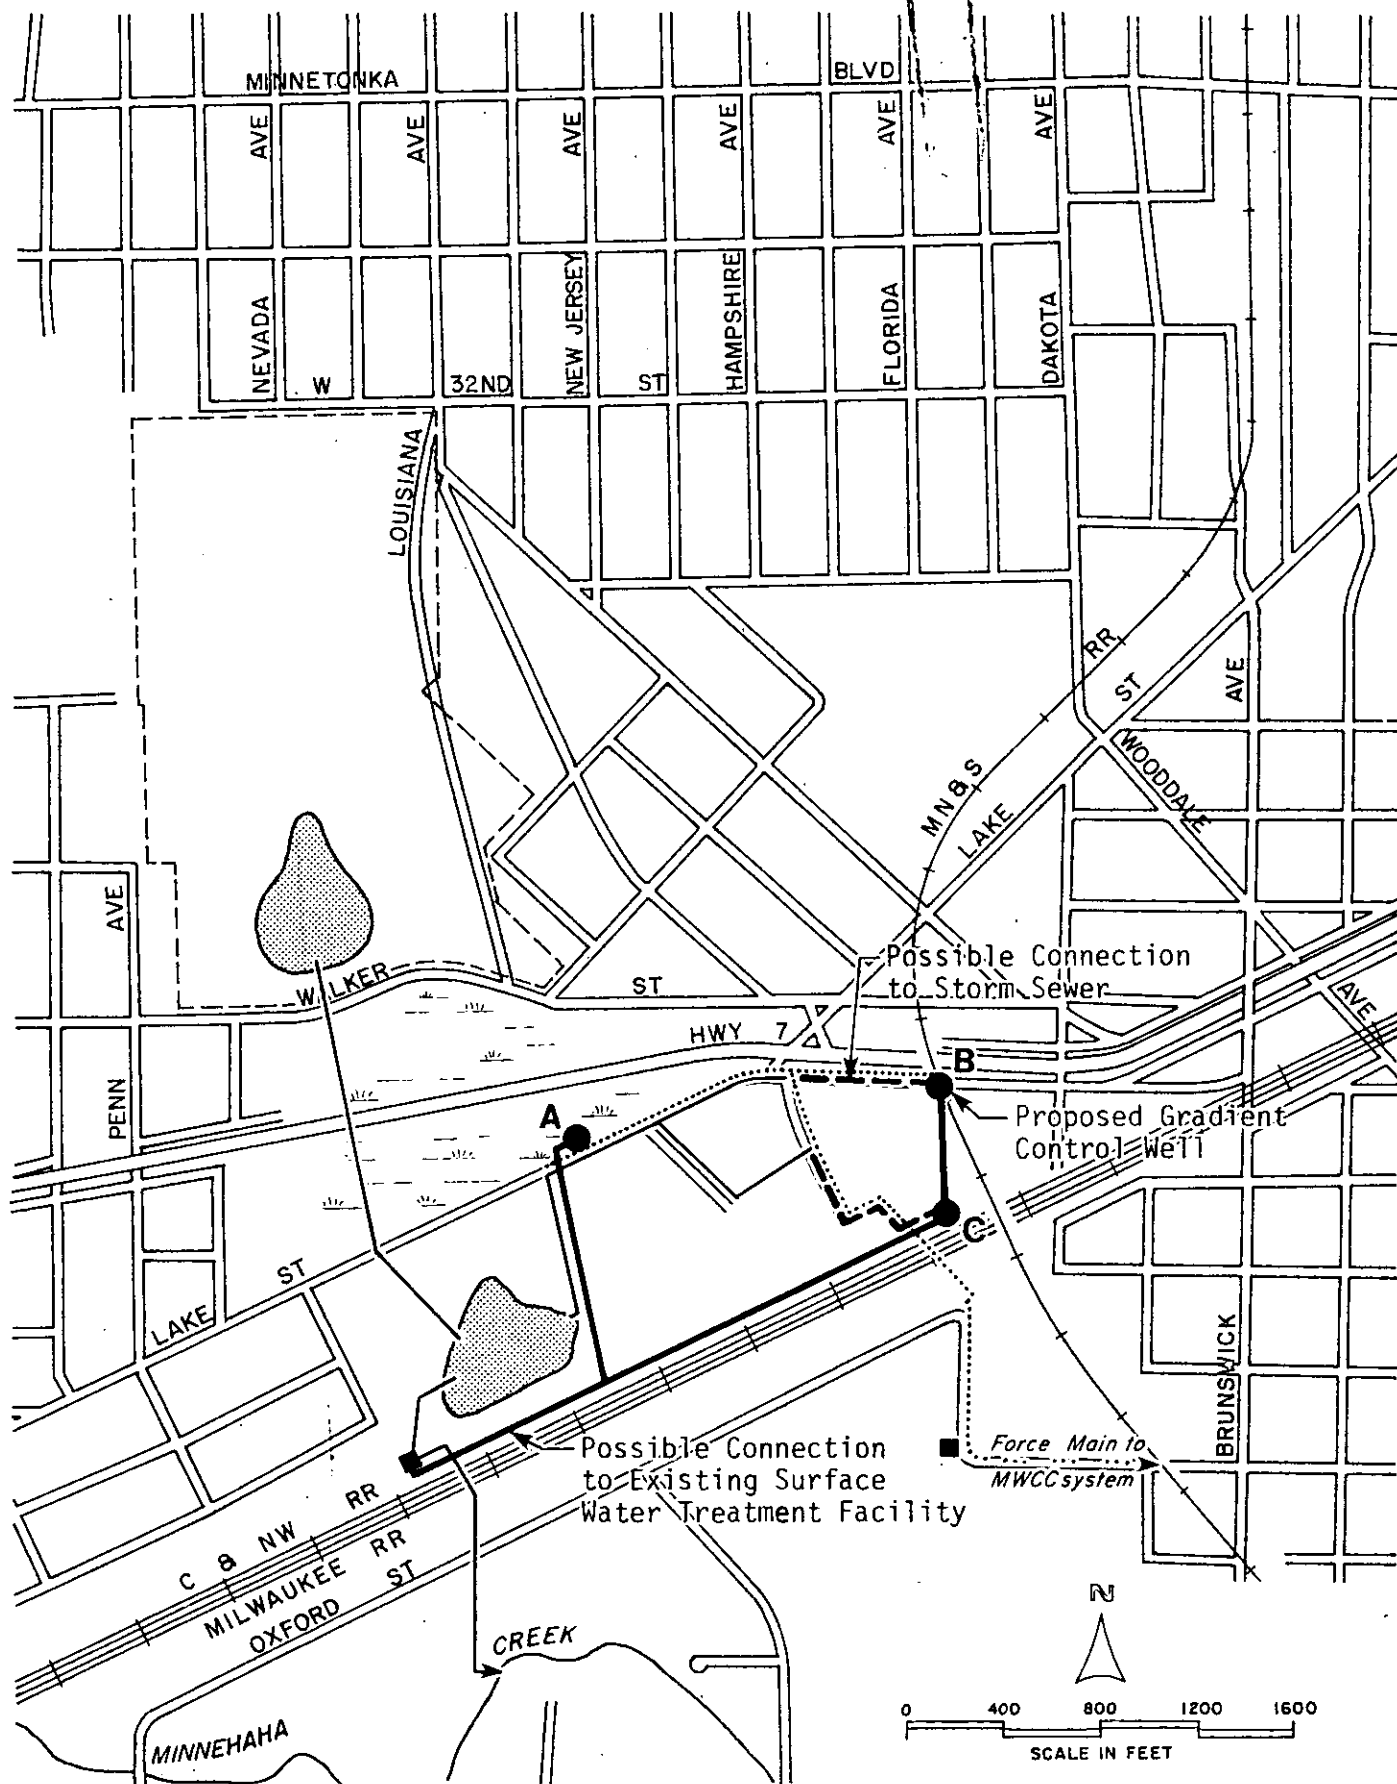 MINNETONKA
BLVD
AVE
AVE
AVE
AVE
AVE
AVE
NEVADA
NEW JERSEY
HAMPSHIRE
FLORIDA
DAKOTA
W
32ND
ST
LOUISIANA
RR
ST
AVE
MN & S
LAKE
WOODDALE
AVE
WALKER
ST
Possible Connection
to Storm Sewer
AVE
HWY 7
B
PENN
A
Proposed Gradient
Control Well
C
ST
LAKE
BRUNSWICK
Force Main to
MWCC system
Possible Connection
to Existing Surface
Water Treatment Facility
C & NW RR
MILWAUKEE RR
OXFORD ST
N
CREEK
MINNEHAHA
0 400 800 1200 1600
SCALE IN FEET